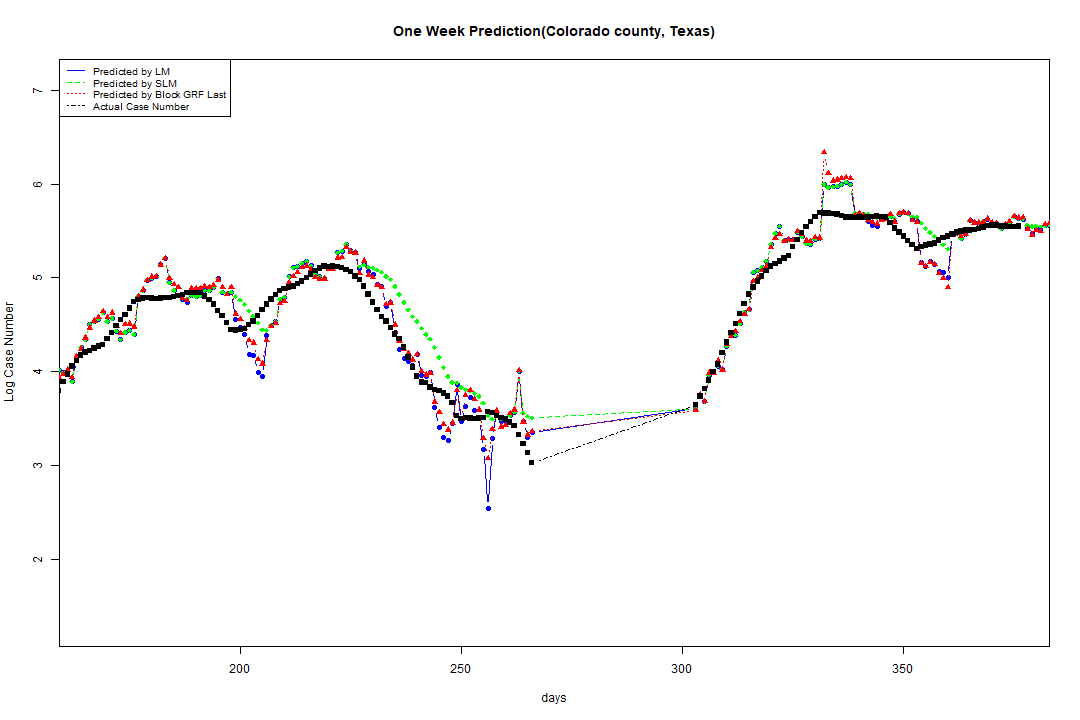 One Week Prediction(Colorado county, Texas)
Predicted by LM
Predicted by SLM
Predicted by Block GRF Last
Actual Case Number
Log Case Number
7
6
5
4
3
2
200
250
300
350
days